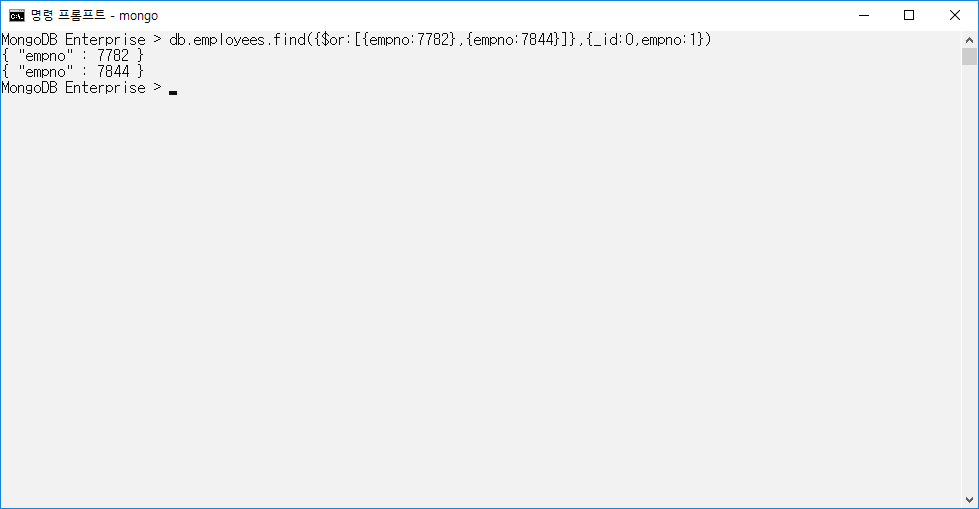 명령 프롬프트 - mongo
MongoDB Enterprise > db.employees.find({$or:[{empno:7782},{empno:7844}]},{_id:0,empno:1})
{ "empno" : 7782 }
{ "empno" : 7844 }
MongoDB Enterprise >